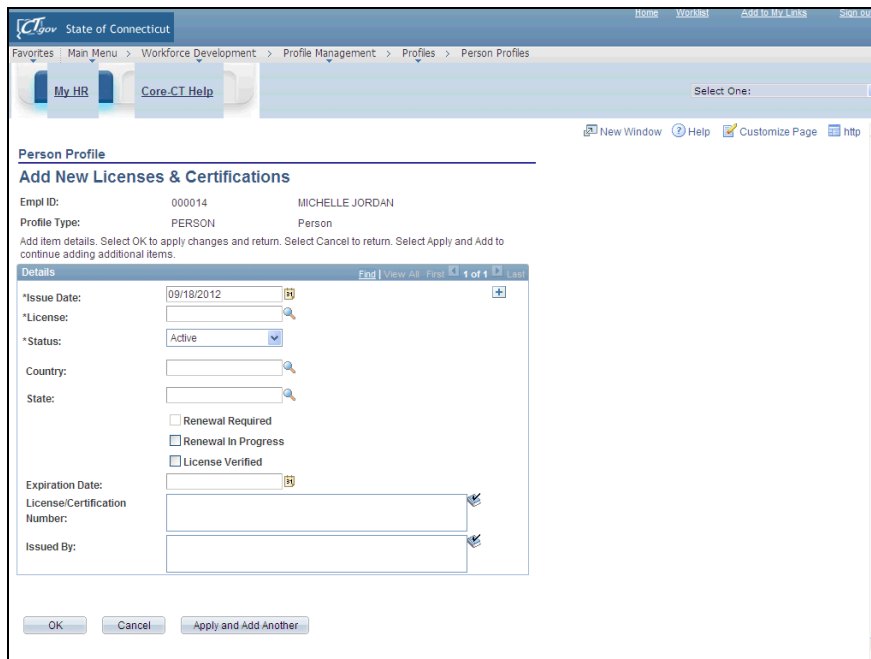 Home Worklist Add to My Links Sign out
CT.gov State of Connecticut
Favorites Main Menu > Workforce Development > Profile Management > Profiles > Person Profiles
My HR Core-CT Help Select One:
New Window Help Customize Page http
Person Profile
Add New Licenses & Certifications
Empl ID: 000014 MICHELLE JORDAN
Profile Type: PERSON Person
Add item details. Select OK to apply changes and return. Select Cancel to return. Select Apply and Add to
continue adding additional items.
Details Find | View All First 1 of 1 Last
*Issue Date: 09/18/2012
*License:
*Status: Active
Country:
State:
Renewal Required
Renewal In Progress
License Verified
Expiration Date:
License/Certification
Number:
Issued By:
OK Cancel Apply and Add Another